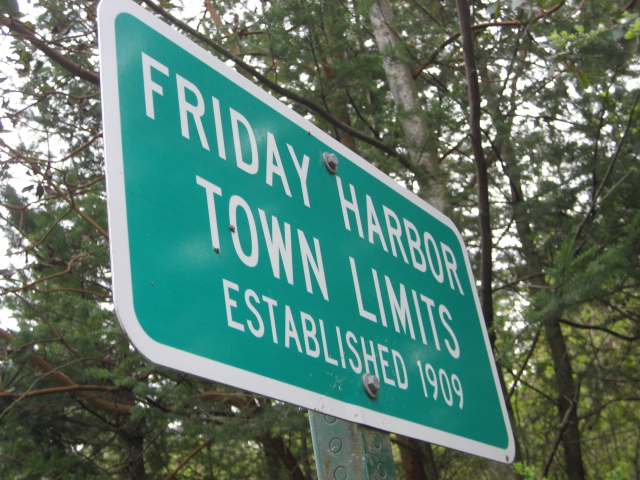 FRIDAY HARBOR
TOWN LIMITS
ESTABLISHED 1909